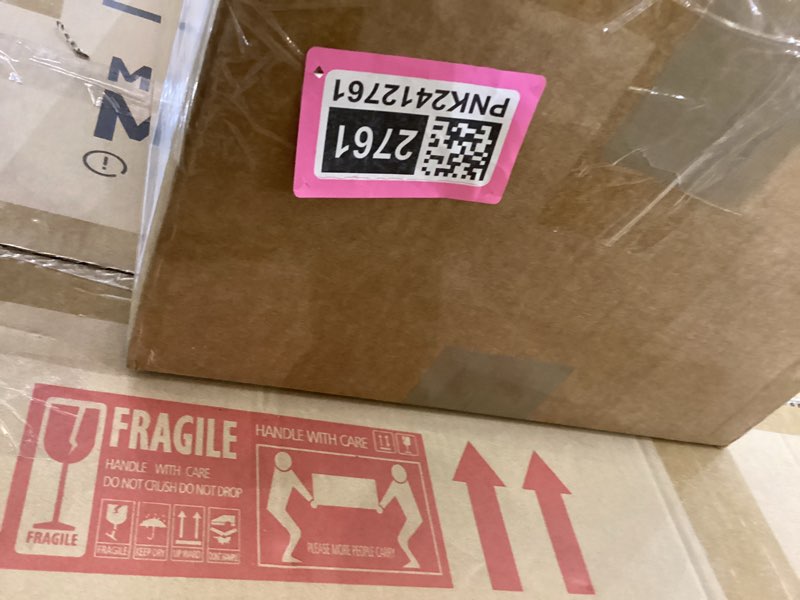 M
M
PNK2412761
2761
FRAGILE
HANDLE WITH CARE
DO NOT CRUSH DO NOT DROP
FRAGILE
FRAGILE
KEEP DRY
UPWARD
HANDLE WITH CARE
PLEASE MORE PEOPLE CARRY